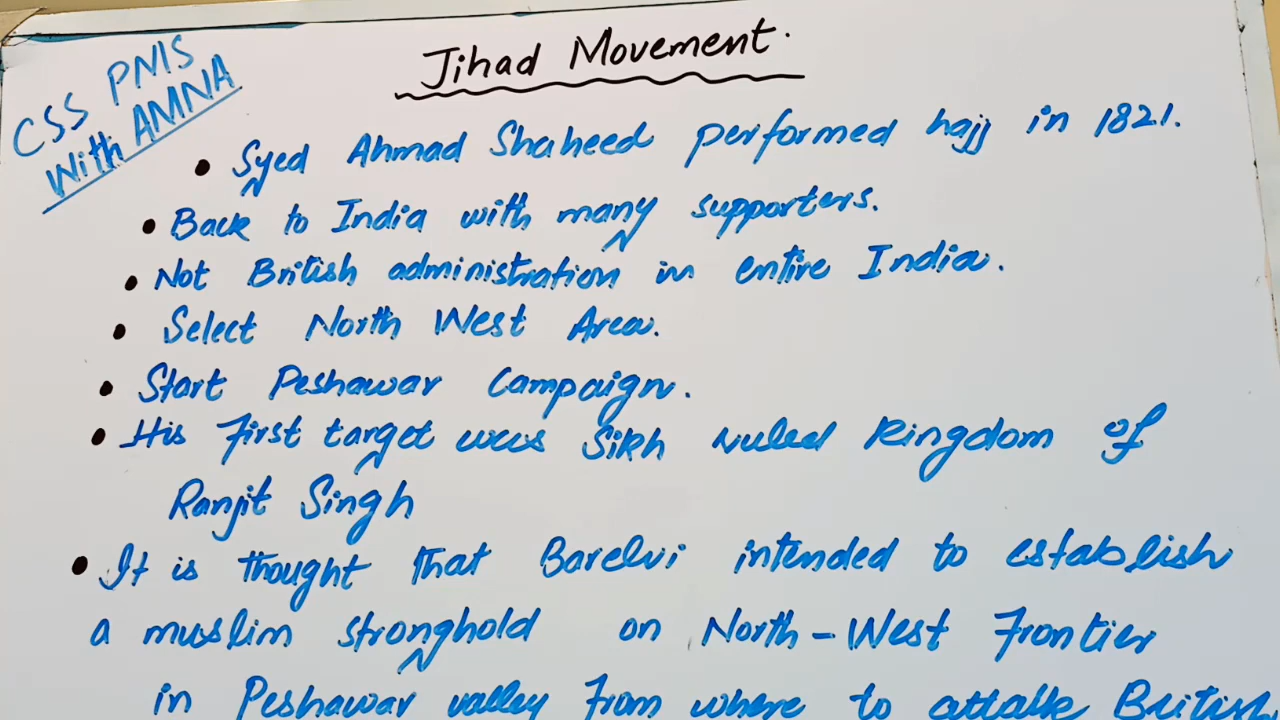 CSS PMS
With AMNA
Jihad Movement.
• Syed Ahmad Shaheed performed hajj in 1821.
• Back to India with many supporters.
• Not British administration in entire India.
• Select North West Area.
• Start Peshawar Campaign.
• His first target was Sikh ruled Kingdom of
Ranjit Singh
• It is thought that Barelvi intended to establish
a muslim stronghold on North-West Frontier
in Peshawar valley from where to attatk British